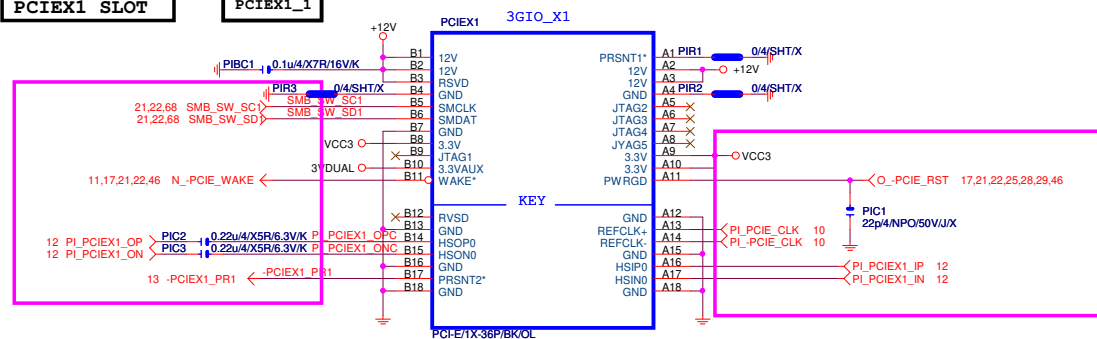 PCIEX1 SLOT
PCIEX1_1
+12V
PCIEX1
3GIO_X1
PIBC1 0.1u/4/X7R/16V/K
PIR3 0/4/SHT/X
21,22,68 SMB_SW_SC1 SMB_SW_SC1
21,22,68 SMB_SW_SD1 SMB_SW_SD1
VCC3
3VDUAL
11,17,21,22,46 N_-PCIE_WAKE
12 PI_PCIEX1_OP PIC2 0.22u/4/X5R/6.3V/K PI_PCIEX1_OPC
12 PI_PCIEX1_ON PIC3 0.22u/4/X5R/6.3V/K PI_PCIEX1_ONC
13 -PCIEX1_PR1 -PCIEX1_PR1
B1 12V
B2 12V
B3 RSVD
B4 GND
B5 SMCLK
B6 SMDAT
B7 GND
B8 3.3V
B9 JTAG1
B10 3.3VAUX
B11 WAKE*
KEY
B12 RVSD
B13 GND
B14 HSOP0
B15 HSON0
B16 GND
B17 PRSNT2*
B18 GND
PRSNT1* A1 PIR1 0/4/SHT/X
12V A2 +12V
12V A3
GND A4 PIR2 0/4/SHT/X
JTAG2 A5
JTAG3 A6
JTAG4 A7
JYAG5 A8
3.3V A9 VCC3
3.3V A10
PWRGD A11 O_-PCIE_RST 17,21,22,25,28,29,46
PIC1
22p/4/NPO/50V/J/X
GND A12
REFCLK+ A13 PI_PCIE_CLK 10
REFCLK- A14 PI_-PCIE_CLK 10
GND A15
HSIP0 A16 PI_PCIEX1_IP 12
HSIN0 A17 PI_PCIEX1_IN 12
GND A18
PCI-E/1X-36P/BK/OL